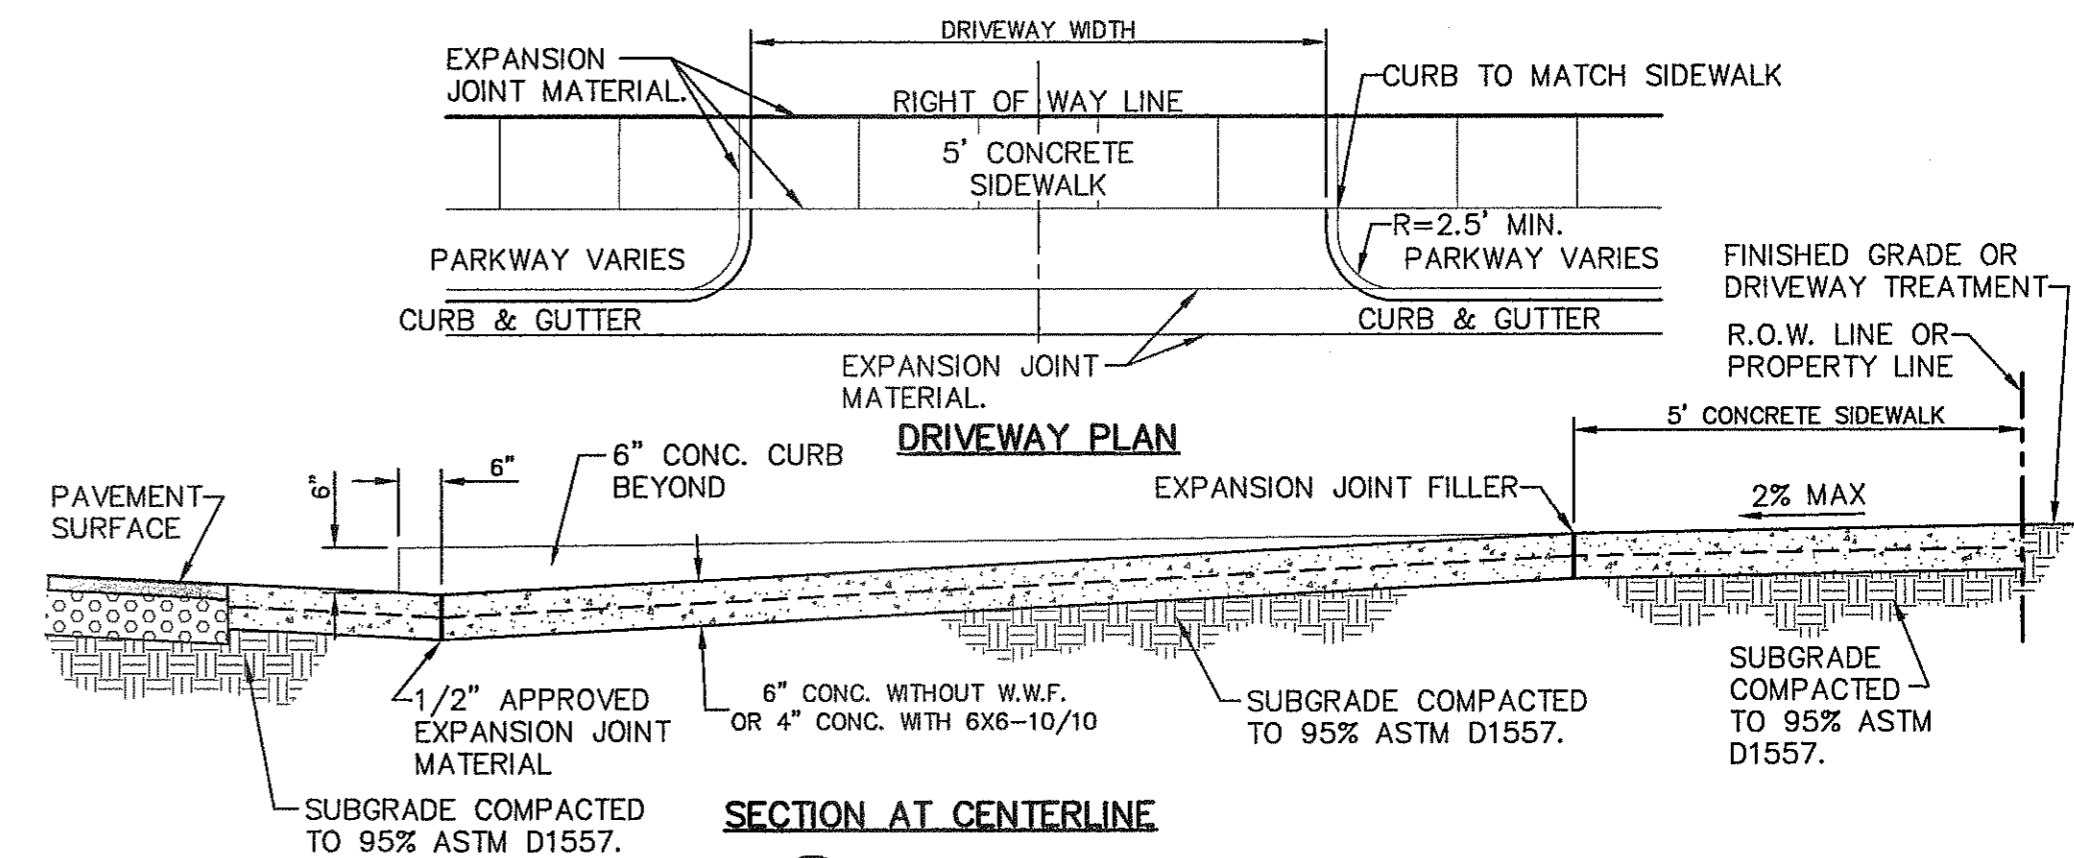 DRIVEWAY WIDTH
EXPANSION
JOINT MATERIAL.
RIGHT OF WAY LINE
CURB TO MATCH SIDEWALK
5' CONCRETE
SIDEWALK
R=2.5' MIN.
PARKWAY VARIES
PARKWAY VARIES
CURB & GUTTER
CURB & GUTTER
EXPANSION JOINT
MATERIAL.
DRIVEWAY PLAN
FINISHED GRADE OR
DRIVEWAY TREATMENT
R.O.W. LINE OR
PROPERTY LINE
5' CONCRETE SIDEWALK
6"
6"
6" CONC. CURB
BEYOND
PAVEMENT
SURFACE
EXPANSION JOINT FILLER
2% MAX
1/2" APPROVED
EXPANSION JOINT
MATERIAL
6" CONC. WITHOUT W.W.F.
OR 4" CONC. WITH 6X6-10/10
SUBGRADE COMPACTED
TO 95% ASTM D1557.
SUBGRADE
COMPACTED
TO 95% ASTM
D1557.
SUBGRADE COMPACTED
TO 95% ASTM D1557.
SECTION AT CENTERLINE